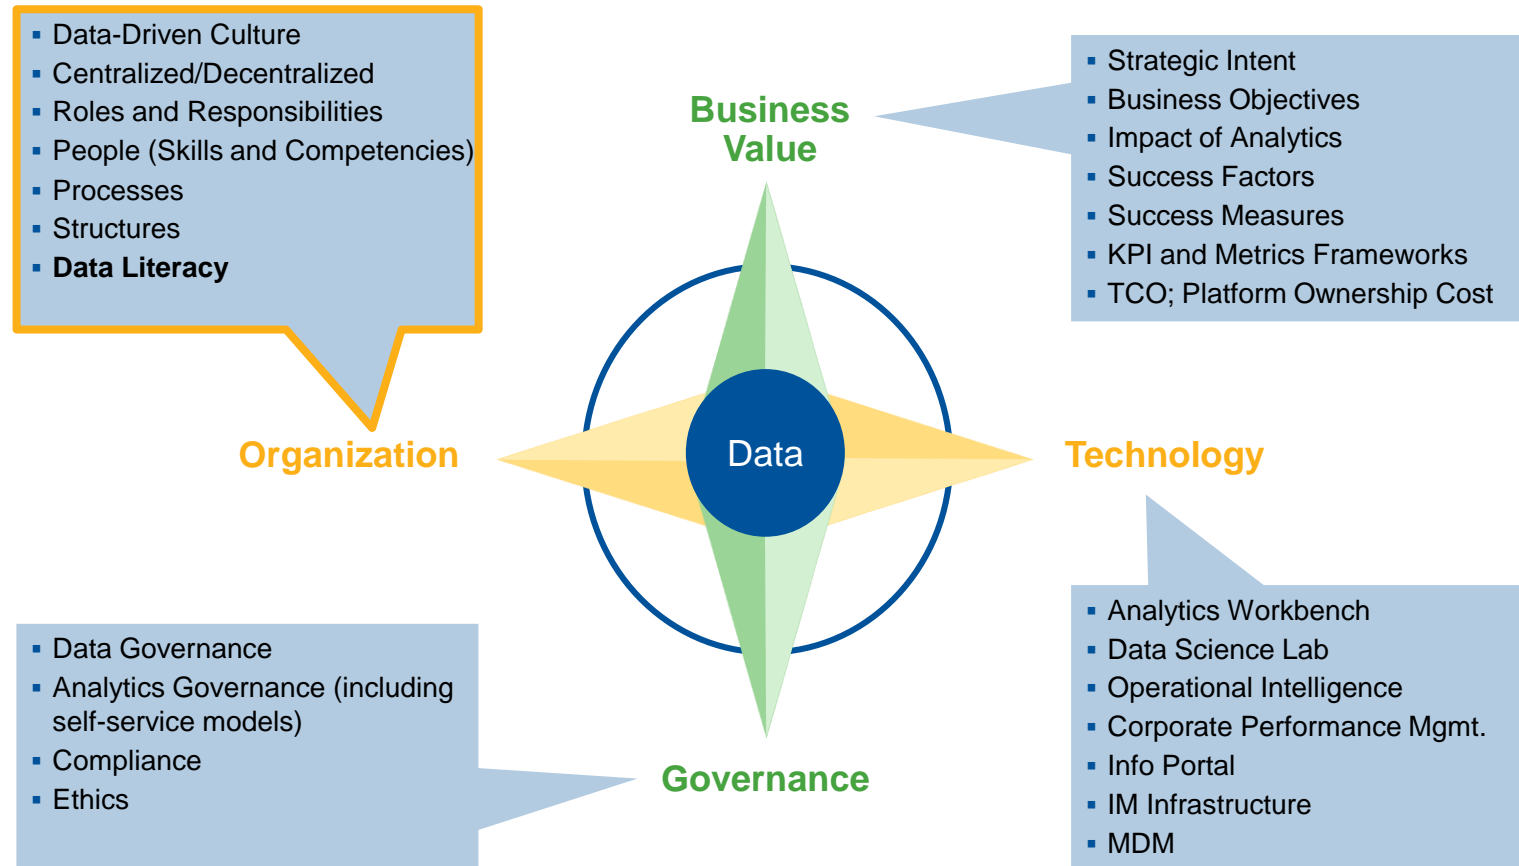 ▪ Data-Driven Culture
▪ Centralized/Decentralized
▪ Roles and Responsibilities
▪ People (Skills and Competencies)
▪ Processes
▪ Structures
▪ Data Literacy
Business
Value
▪ Strategic Intent
▪ Business Objectives
▪ Impact of Analytics
▪ Success Factors
▪ Success Measures
▪ KPI and Metrics Frameworks
▪ TCO; Platform Ownership Cost
Organization
Data
Technology
▪ Data Governance
▪ Analytics Governance (including
self-service models)
▪ Compliance
▪ Ethics
Governance
▪ Analytics Workbench
▪ Data Science Lab
▪ Operational Intelligence
▪ Corporate Performance Mgmt.
▪ Info Portal
▪ IM Infrastructure
▪ MDM